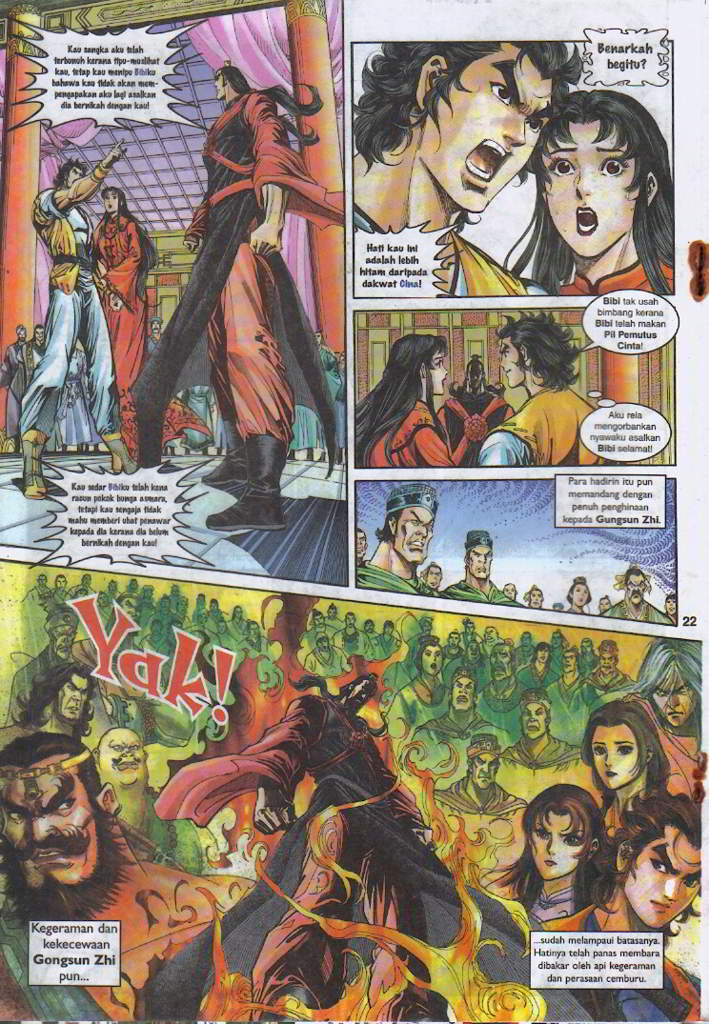 Kau sangka aku telah
terbunuh kerana tipu-muslihat
kau, tetapi kau menipu Bibiku
bahawa kau tidak akan mem-
pengapakan aku lagi asalkan
dia bernikah dengan kau!
Kau sedar Bibiku telah kena
racun pokok bunga asmara,
tetapi kau sengaja tidak
mahu memberi ubat penawar
kepada dia kerana dia belum
bernikah dengan kau!
Benarkah
begitu?
Hati kau ini
adalah lebih
hitam daripada
dakwat Cina!
Bibi tak usah
bimbang kerana
Bibi telah makan
Pil Pemutus
Cinta!
Aku rela
mengorbankan
nyawaku asalkan
Bibi selamat!
Para hadirin itu pun
memandang dengan
penuh penghinaan
kepada Gungsun Zhi.
22
Yak!
Kegeraman dan
kekecewaan
Gongsun Zhi
pun...
...sudah melampaui batasanya.
Hatinya telah panas membara
dibakar oleh api kegeraman
dan perasaan cemburu.